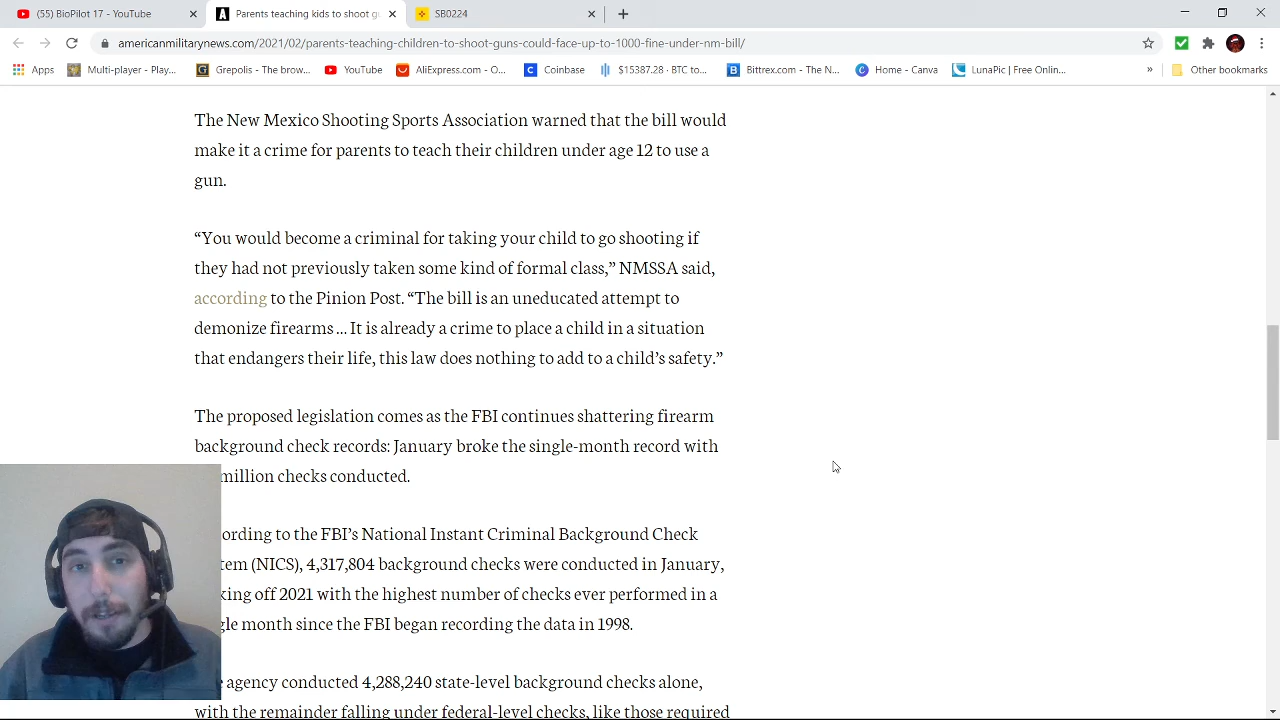 (55) BioPilot 17 - YouTube
Parents teaching kids to shoot gu
SB0224
americanmilitarynews.com/2021/02/parents-teaching-children-to-shoot-guns-could-face-up-to-1000-fine-under-nm-bill/
Apps
Multi-player - Play...
Grepolis - The brow...
YouTube
AliExpress.com - O...
Coinbase
$15387.28 - BTC to...
Bittrex.com - The N...
Home - Canva
LunaPic | Free Onlin...
»
Other bookmarks
The New Mexico Shooting Sports Association warned that the bill would
make it a crime for parents to teach their children under age 12 to use a
gun.
“You would become a criminal for taking your child to go shooting if
they had not previously taken some kind of formal class,” NMSSA said,
according to the Pinion Post. “The bill is an uneducated attempt to
demonize firearms … It is already a crime to place a child in a situation
that endangers their life, this law does nothing to add to a child’s safety.”
The proposed legislation comes as the FBI continues shattering firearm
background check records: January broke the single-month record with
million checks conducted.
ording to the FBI’s National Instant Criminal Background Check
tem (NICS), 4,317,804 background checks were conducted in January,
king off 2021 with the highest number of checks ever performed in a
gle month since the FBI began recording the data in 1998.
agency conducted 4,288,240 state-level background checks alone,
with the remainder falling under federal-level checks, like those required